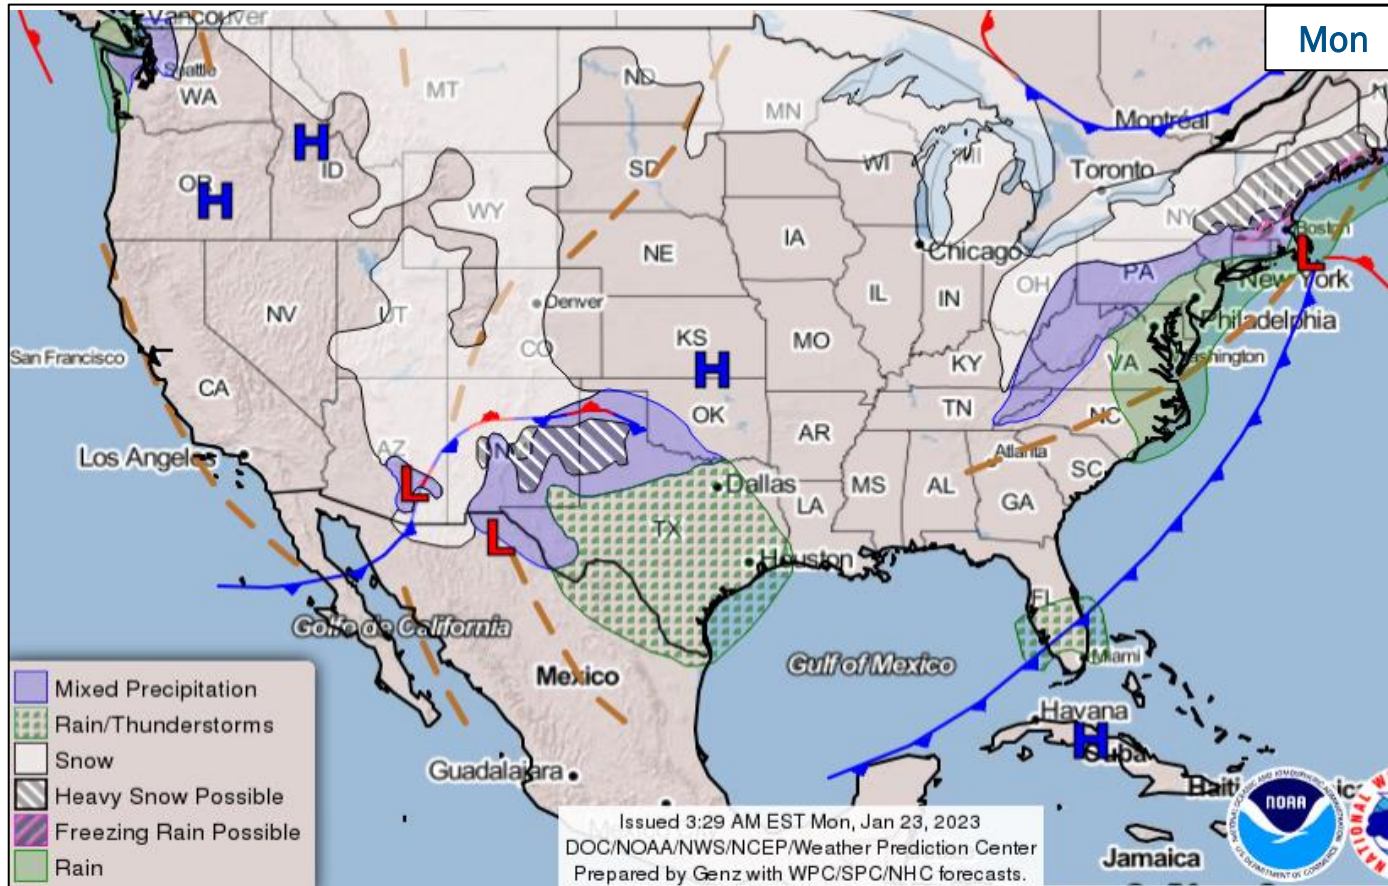 Mon
Vancouver
Seattle
WA
MT
ND
MN
Montréal
H
ID
OR
H
SD
WI
MI
Toronto
NY
WY
Boston
IA
NE
Chicago
PA
L
New York
OH
NV
UT
Denver
IL
IN
Philadelphia
San Francisco
CO
KS
MO
H
KY
VA
Washington
CA
OK
TN
NC
AR
Atlanta
Los Angeles
AZ
NM
SC
L
Dallas
MS
AL
LA
GA
TX
L
Houston
FL
Golfo de California
Miami
Gulf of Mexico
Mexico
Havana
H
Cuba
Guadalajara
Haiti
Jamaica
NOAA
Mixed Precipitation
Rain/Thunderstorms
Snow
Heavy Snow Possible
Freezing Rain Possible
Rain
Issued 3:29 AM EST Mon, Jan 23, 2023
DOC/NOAA/NWS/NCEP/Weather Prediction Center
Prepared by Genz with WPC/SPC/NHC forecasts.